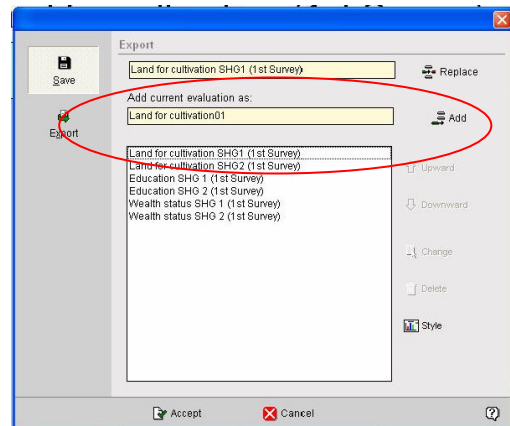 Export
Save
Land for cultivation SHG1 (1st Survey)
Replace
Add current evaluation as:
Land for cultivation01
Add
Export
Land for cultivation SHG1 (1st Survey)
Land for cultivation SHG2 (1st Survey)
Education SHG 1 (1st Survey)
Education SHG 2 (1st Survey)
Wealth status SHG 1 (1st Survey)
Wealth status SHG 2 (1st Survey)
Upward
Downward
Change
Delete
Style
Accept
Cancel